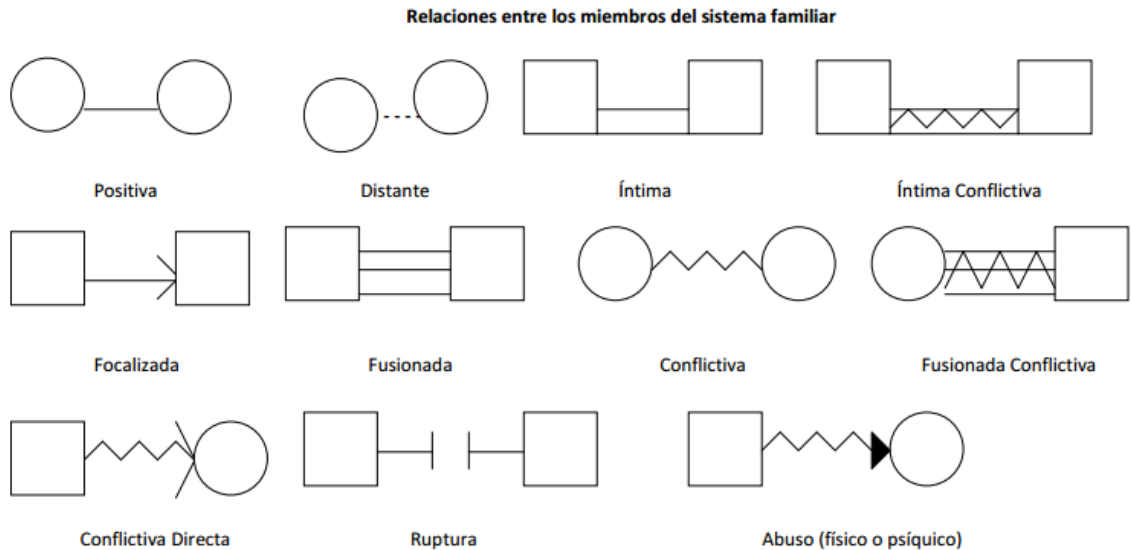 Relaciones entre los miembros del sistema familiar
Positiva
Distante
Íntima
Íntima Conflictiva
Focalizada
Fusionada
Conflictiva
Fusionada Conflictiva
Conflictiva Directa
Ruptura
Abuso (físico o psíquico)